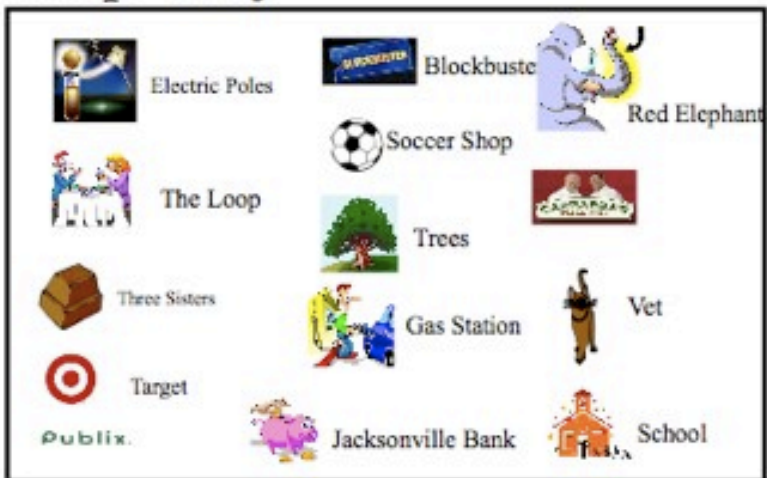 Electric Poles
BLOCKBUSTER
Blockbuste
Red Elephant
Soccer Shop
The Loop
Trees
Three Sisters
Gas Station
Vet
Target
Publix.
Jacksonville Bank
School